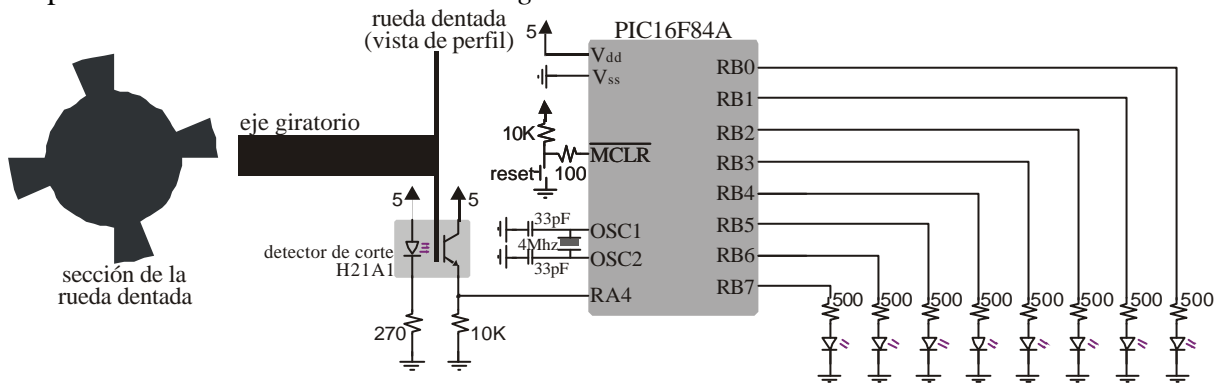 rueda dentada
(vista de perfil)
5
PIC16F84A
Vdd
Vss
RB0
RB1
RB2
RB3
RB4
RB5
RB6
RB7
eje giratorio
10K
MCLR
reset
100
5
5
33pF
OSC1
4Mhz
OSC2
33pF
RA4
detector de corte
H21A1
sección de la
rueda dentada
270
10K
500
500
500
500
500
500
500
500